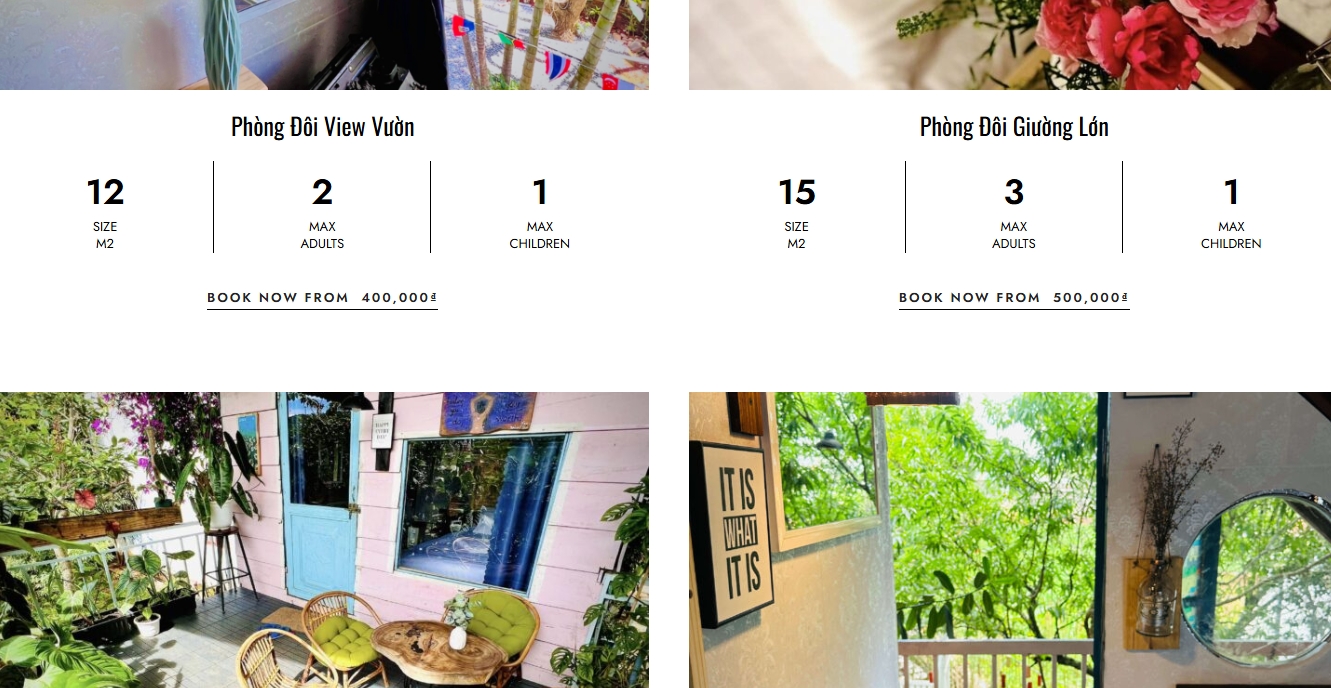 Phòng Đôi View Vườn
12
SIZE
M2
2
MAX
ADULTS
1
MAX
CHILDREN
BOOK NOW FROM 400,000₫
Phòng Đôi Giường Lớn
15
SIZE
M2
3
MAX
ADULTS
1
MAX
CHILDREN
BOOK NOW FROM 500,000₫
IT IS
WHAT
IT IS